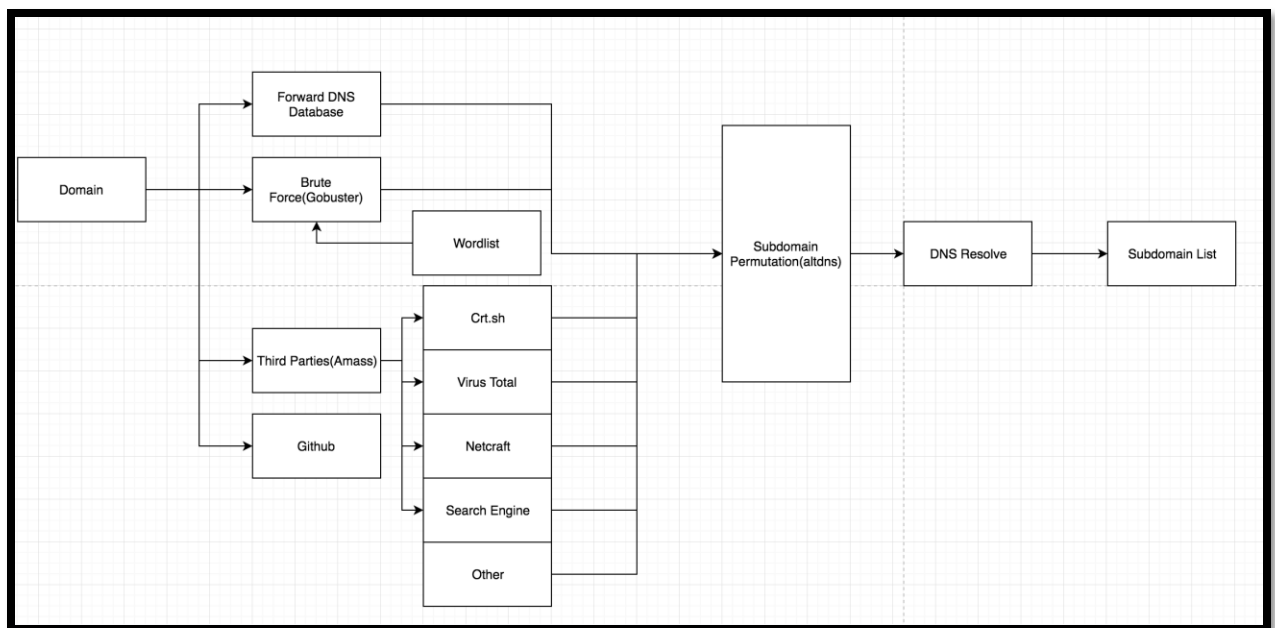 Forward DNS
Database
Domain
Brute
Force(Gobuster)
Wordlist
Subdomain
Permutation(altdns)
DNS Resolve
Subdomain List
Crt.sh
Third Parties(Amass)
Virus Total
Github
Netcraft
Search Engine
Other